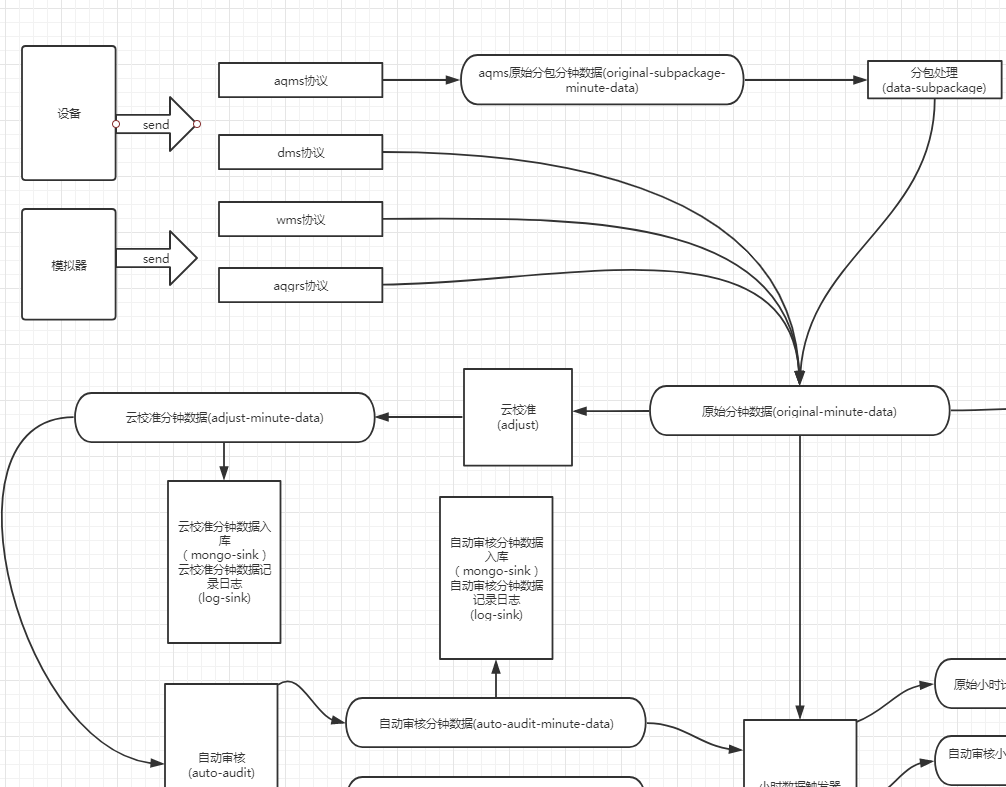 设备
send
aqms协议
aqms原始分包分钟数据(original-subpackage-
minute-data)
分包处理
(data-subpackage)
dms协议
模拟器
send
wms协议
aqgrs协议
云校准分钟数据(adjust-minute-data)
云校准
(adjust)
原始分钟数据(original-minute-data)
云校准分钟数据入
库
（mongo-sink）
云校准分钟数据记
录日志
(log-sink)
自动审核分钟数据
入库
（mongo-sink）
自动审核分钟数据
记录日志
(log-sink)
自动审核
(auto-audit)
自动审核分钟数据(auto-audit-minute-data)
小时数据触发器
原始小时
自动审核小